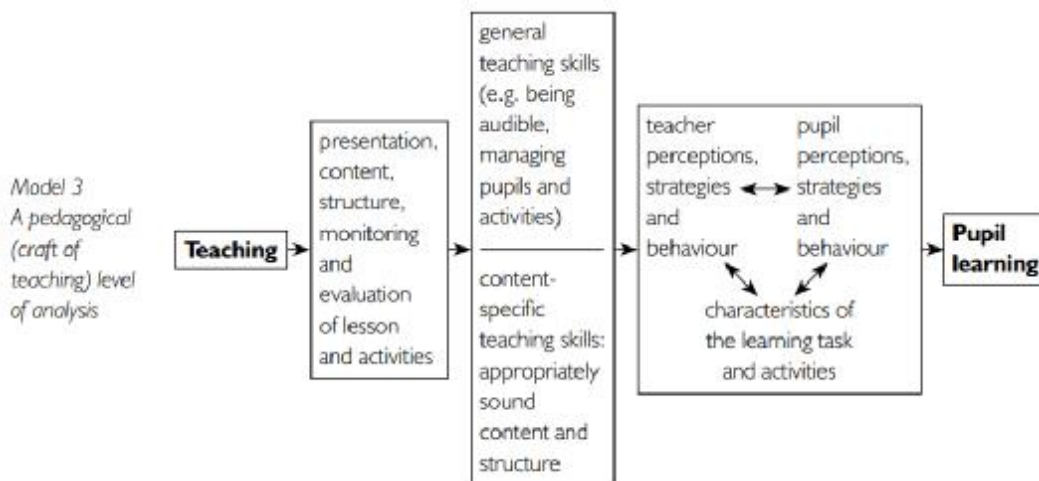 Model 3
A pedagogical
(craft of
teaching) level
of analysis
Teaching
presentation,
content,
structure,
monitoring
and
evaluation
of lesson
and activities
general
teaching skills
(e.g. being
audible,
managing
pupils and
activities)
content-
specific
teaching skills:
appropriately
sound
content and
structure
teacher
perceptions,
strategies
and
behaviour
pupil
perceptions,
strategies
and
behaviour
characteristics of
the learning task
and activities
Pupil
learning